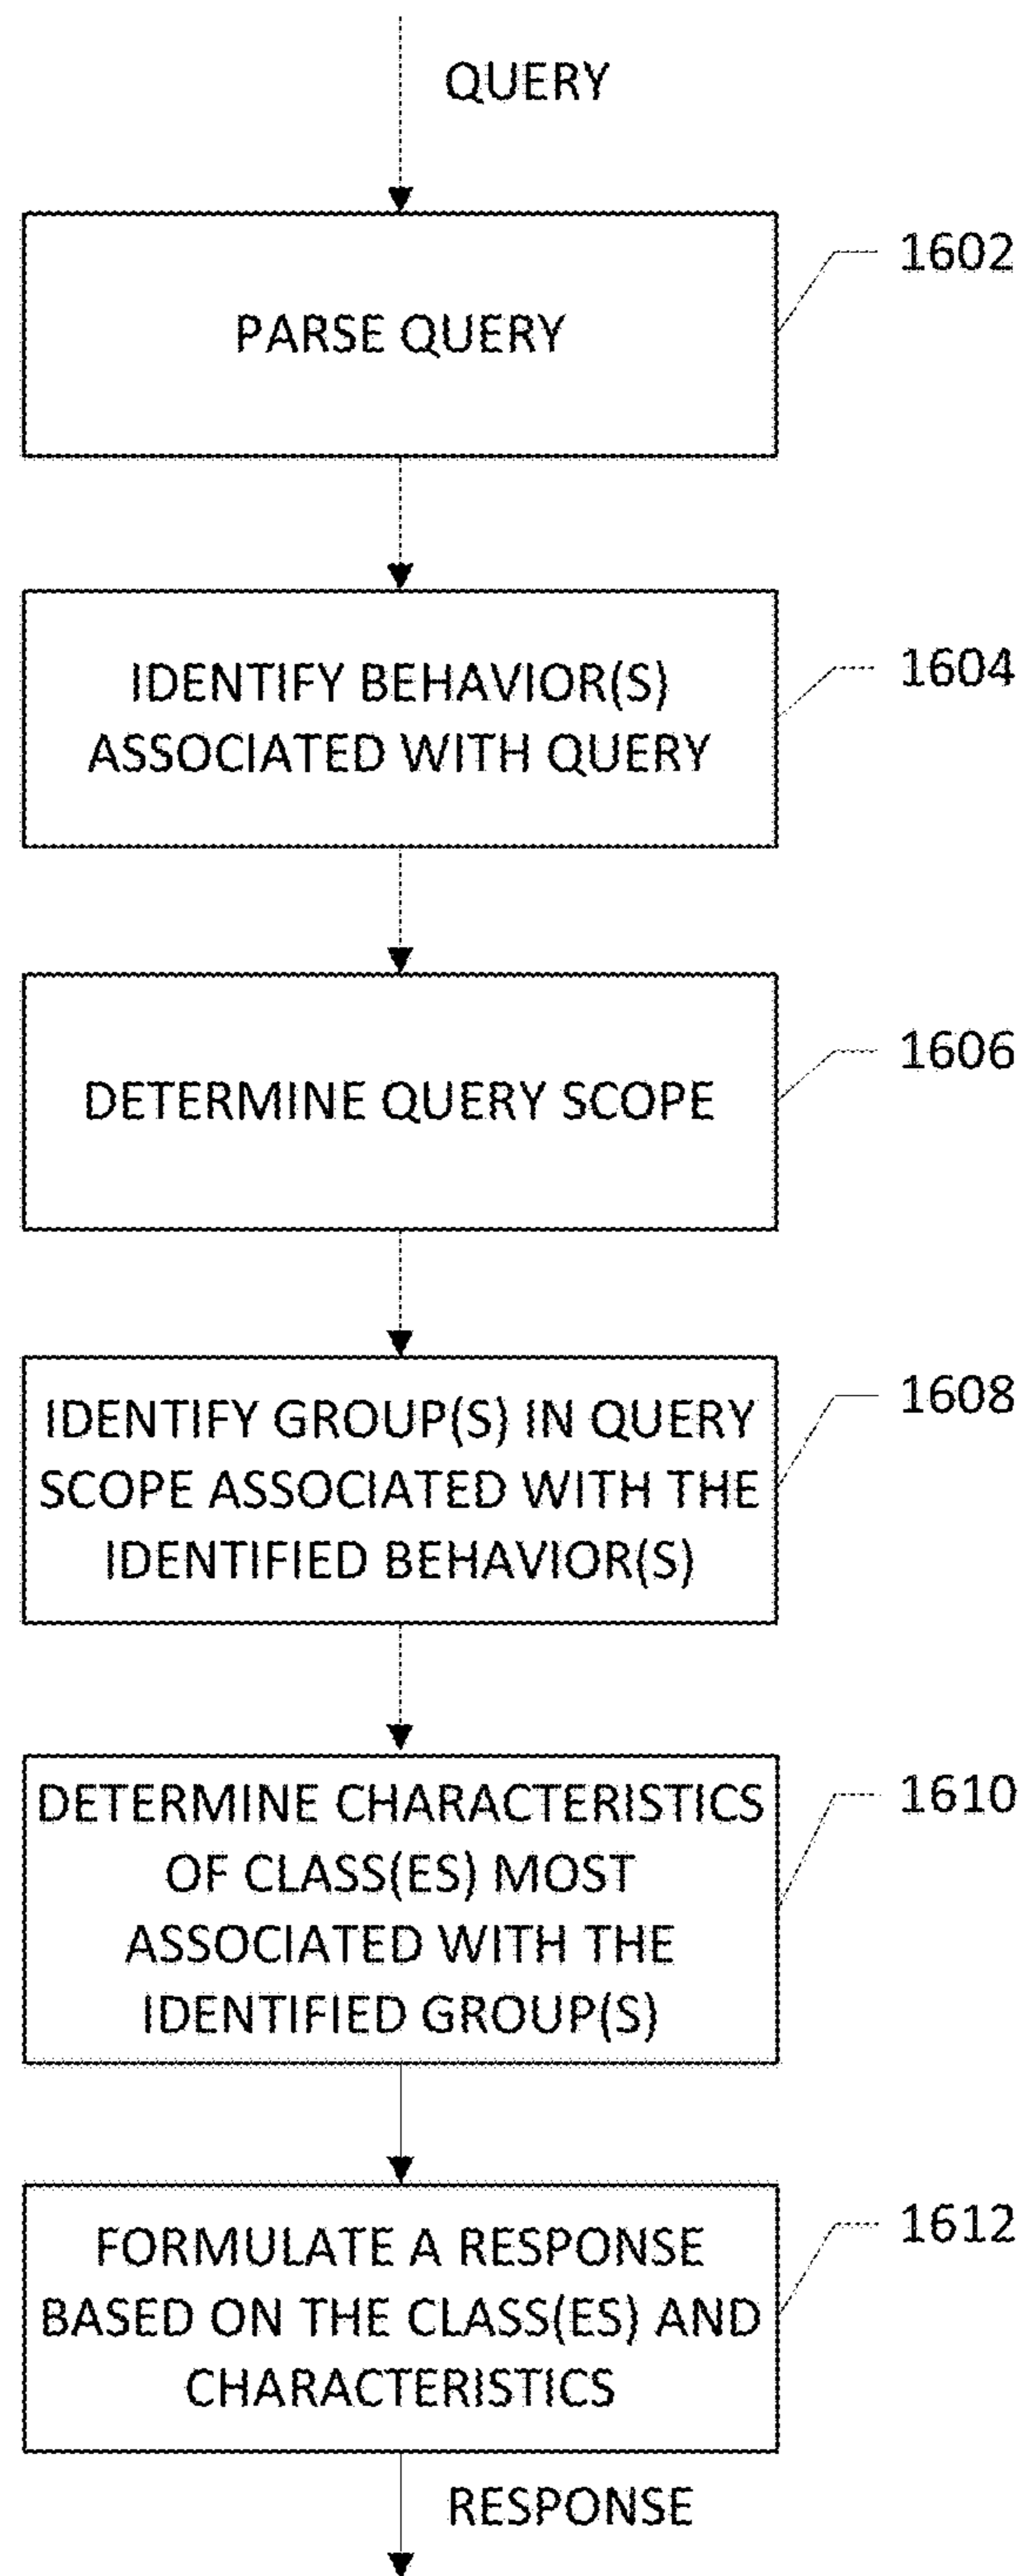 QUERY
PARSE QUERY
1602
IDENTIFY BEHAVIOR(S)
ASSOCIATED WITH QUERY
1604
DETERMINE QUERY SCOPE
1606
IDENTIFY GROUP(S) IN QUERY
SCOPE ASSOCIATED WITH THE
IDENTIFIED BEHAVIOR(S)
1608
DETERMINE CHARACTERISTICS
OF CLASS(ES) MOST
ASSOCIATED WITH THE
IDENTIFIED GROUP(S)
1610
FORMULATE A RESPONSE
BASED ON THE CLASS(ES) AND
CHARACTERISTICS
1612
RESPONSE